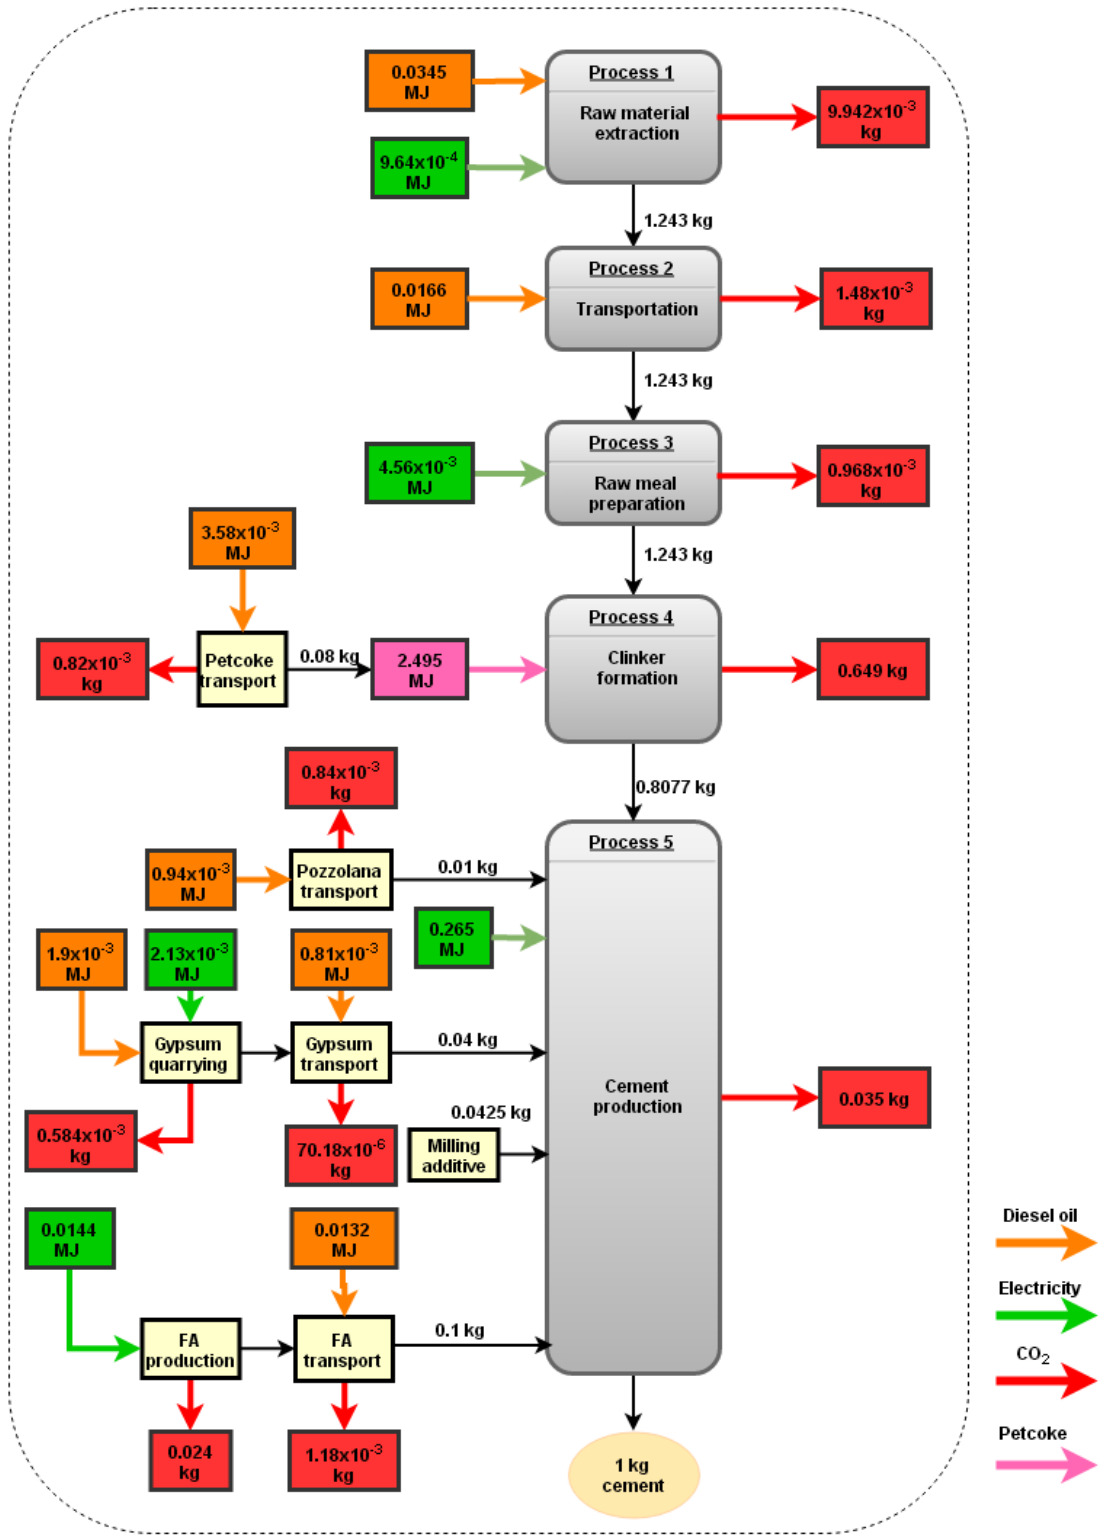 0.0345
MJ
9.64x10-4
MJ
Process 1
Raw material
extraction
9.942x10-3
kg
1.243 kg
0.0166
MJ
Process 2
Transportation
1.48x10-3
kg
1.243 kg
4.56x10-3
MJ
Process 3
Raw meal
preparation
0.968x10-3
kg
1.243 kg
3.58x10-3
MJ
0.82x10-3
kg
Petcoke
transport
0.08 kg
2.495
MJ
Process 4
Clinker
formation
0.649 kg
0.8077 kg
0.84x10-3
kg
0.94x10-3
MJ
Pozzolana
transport
0.01 kg
Process 5
Cement
production
0.265
MJ
1.9x10-3
MJ
2.13x10-3
MJ
0.81x10-3
MJ
Gypsum
quarrying
Gypsum
transport
0.04 kg
0.584x10-3
kg
70.18x10-6
kg
0.0425 kg
Milling
additive
0.035 kg
0.0144
MJ
0.0132
MJ
FA
production
FA
transport
0.1 kg
0.024
kg
1.18x10-3
kg
1 kg
cement
Diesel oil
Electricity
CO2
Petcoke